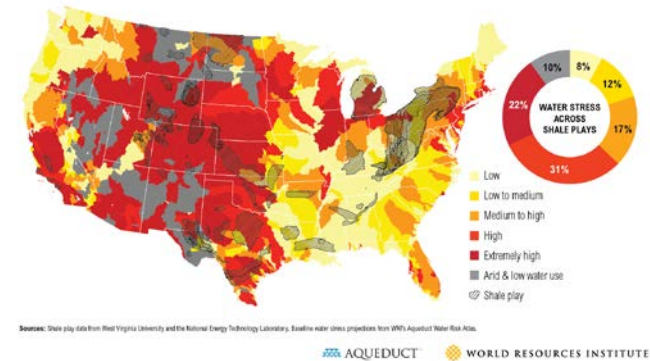 10%
8%
12%
22%
WATER STRESS
ACROSS
SHALE PLAYS
17%
31%
Low
Low to medium
Medium to high
High
Extremely high
Arid & low water use
Shale play
Sources: Shale play data from West Virginia University and the National Energy Technology Laboratory. Baseline water stress projections from WRI's Aqueduct Water Risk Atlas.
AQUEDUCT
WORLD RESOURCES INSTITUTE